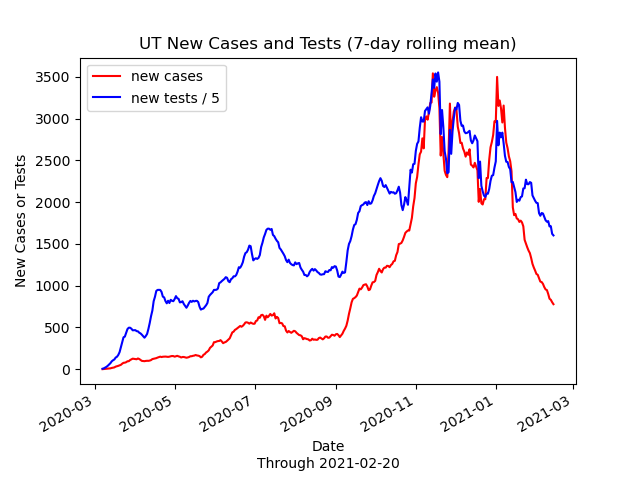 UT New Cases and Tests (7-day rolling mean)
new cases
new tests / 5
New Cases or Tests
3500
3000
2500
2000
1500
1000
500
0
2020-03
2020-05
2020-07
2020-09
2020-11
2021-01
2021-03
Date
Through 2021-02-20